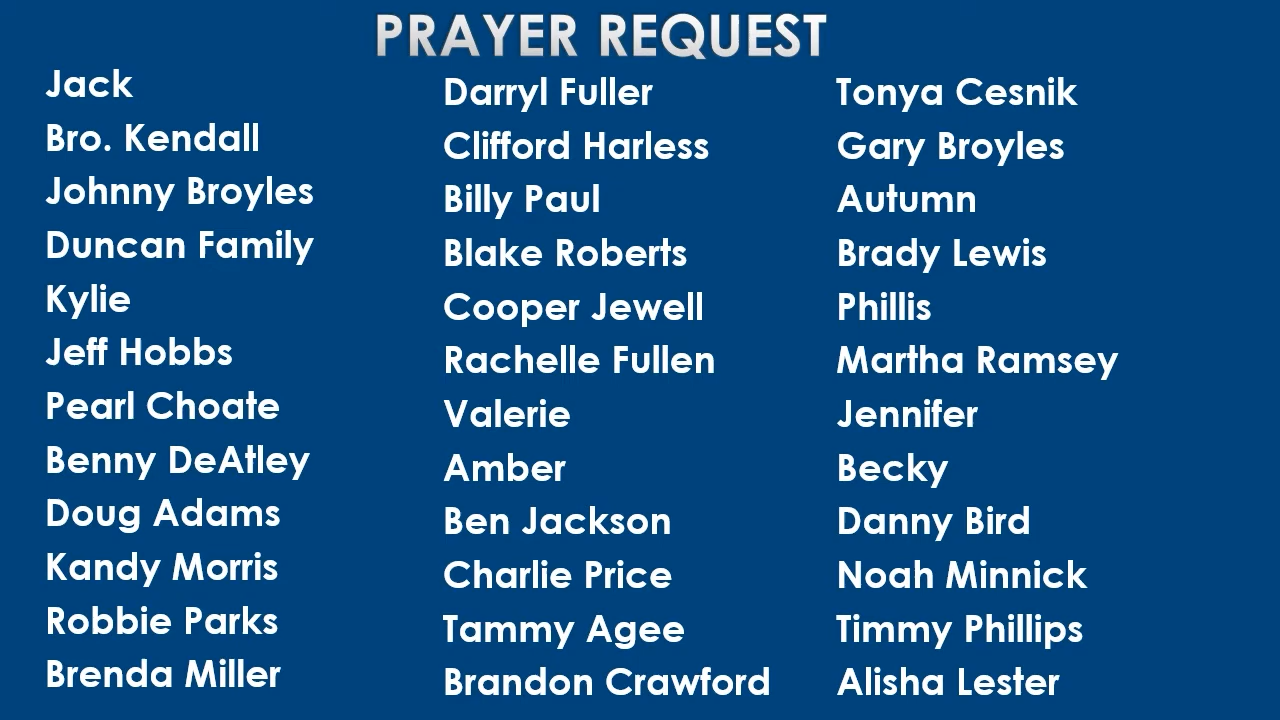 PRAYER REQUEST
Jack
Bro. Kendall
Johnny Broyles
Duncan Family
Kylie
Jeff Hobbs
Pearl Choate
Benny DeAtley
Doug Adams
Kandy Morris
Robbie Parks
Brenda Miller
Darryl Fuller
Clifford Harless
Billy Paul
Blake Roberts
Cooper Jewell
Rachelle Fullen
Valerie
Amber
Ben Jackson
Charlie Price
Tammy Agee
Brandon Crawford
Tonya Cesnik
Gary Broyles
Autumn
Brady Lewis
Phillis
Martha Ramsey
Jennifer
Becky
Danny Bird
Noah Minnick
Timmy Phillips
Alisha Lester